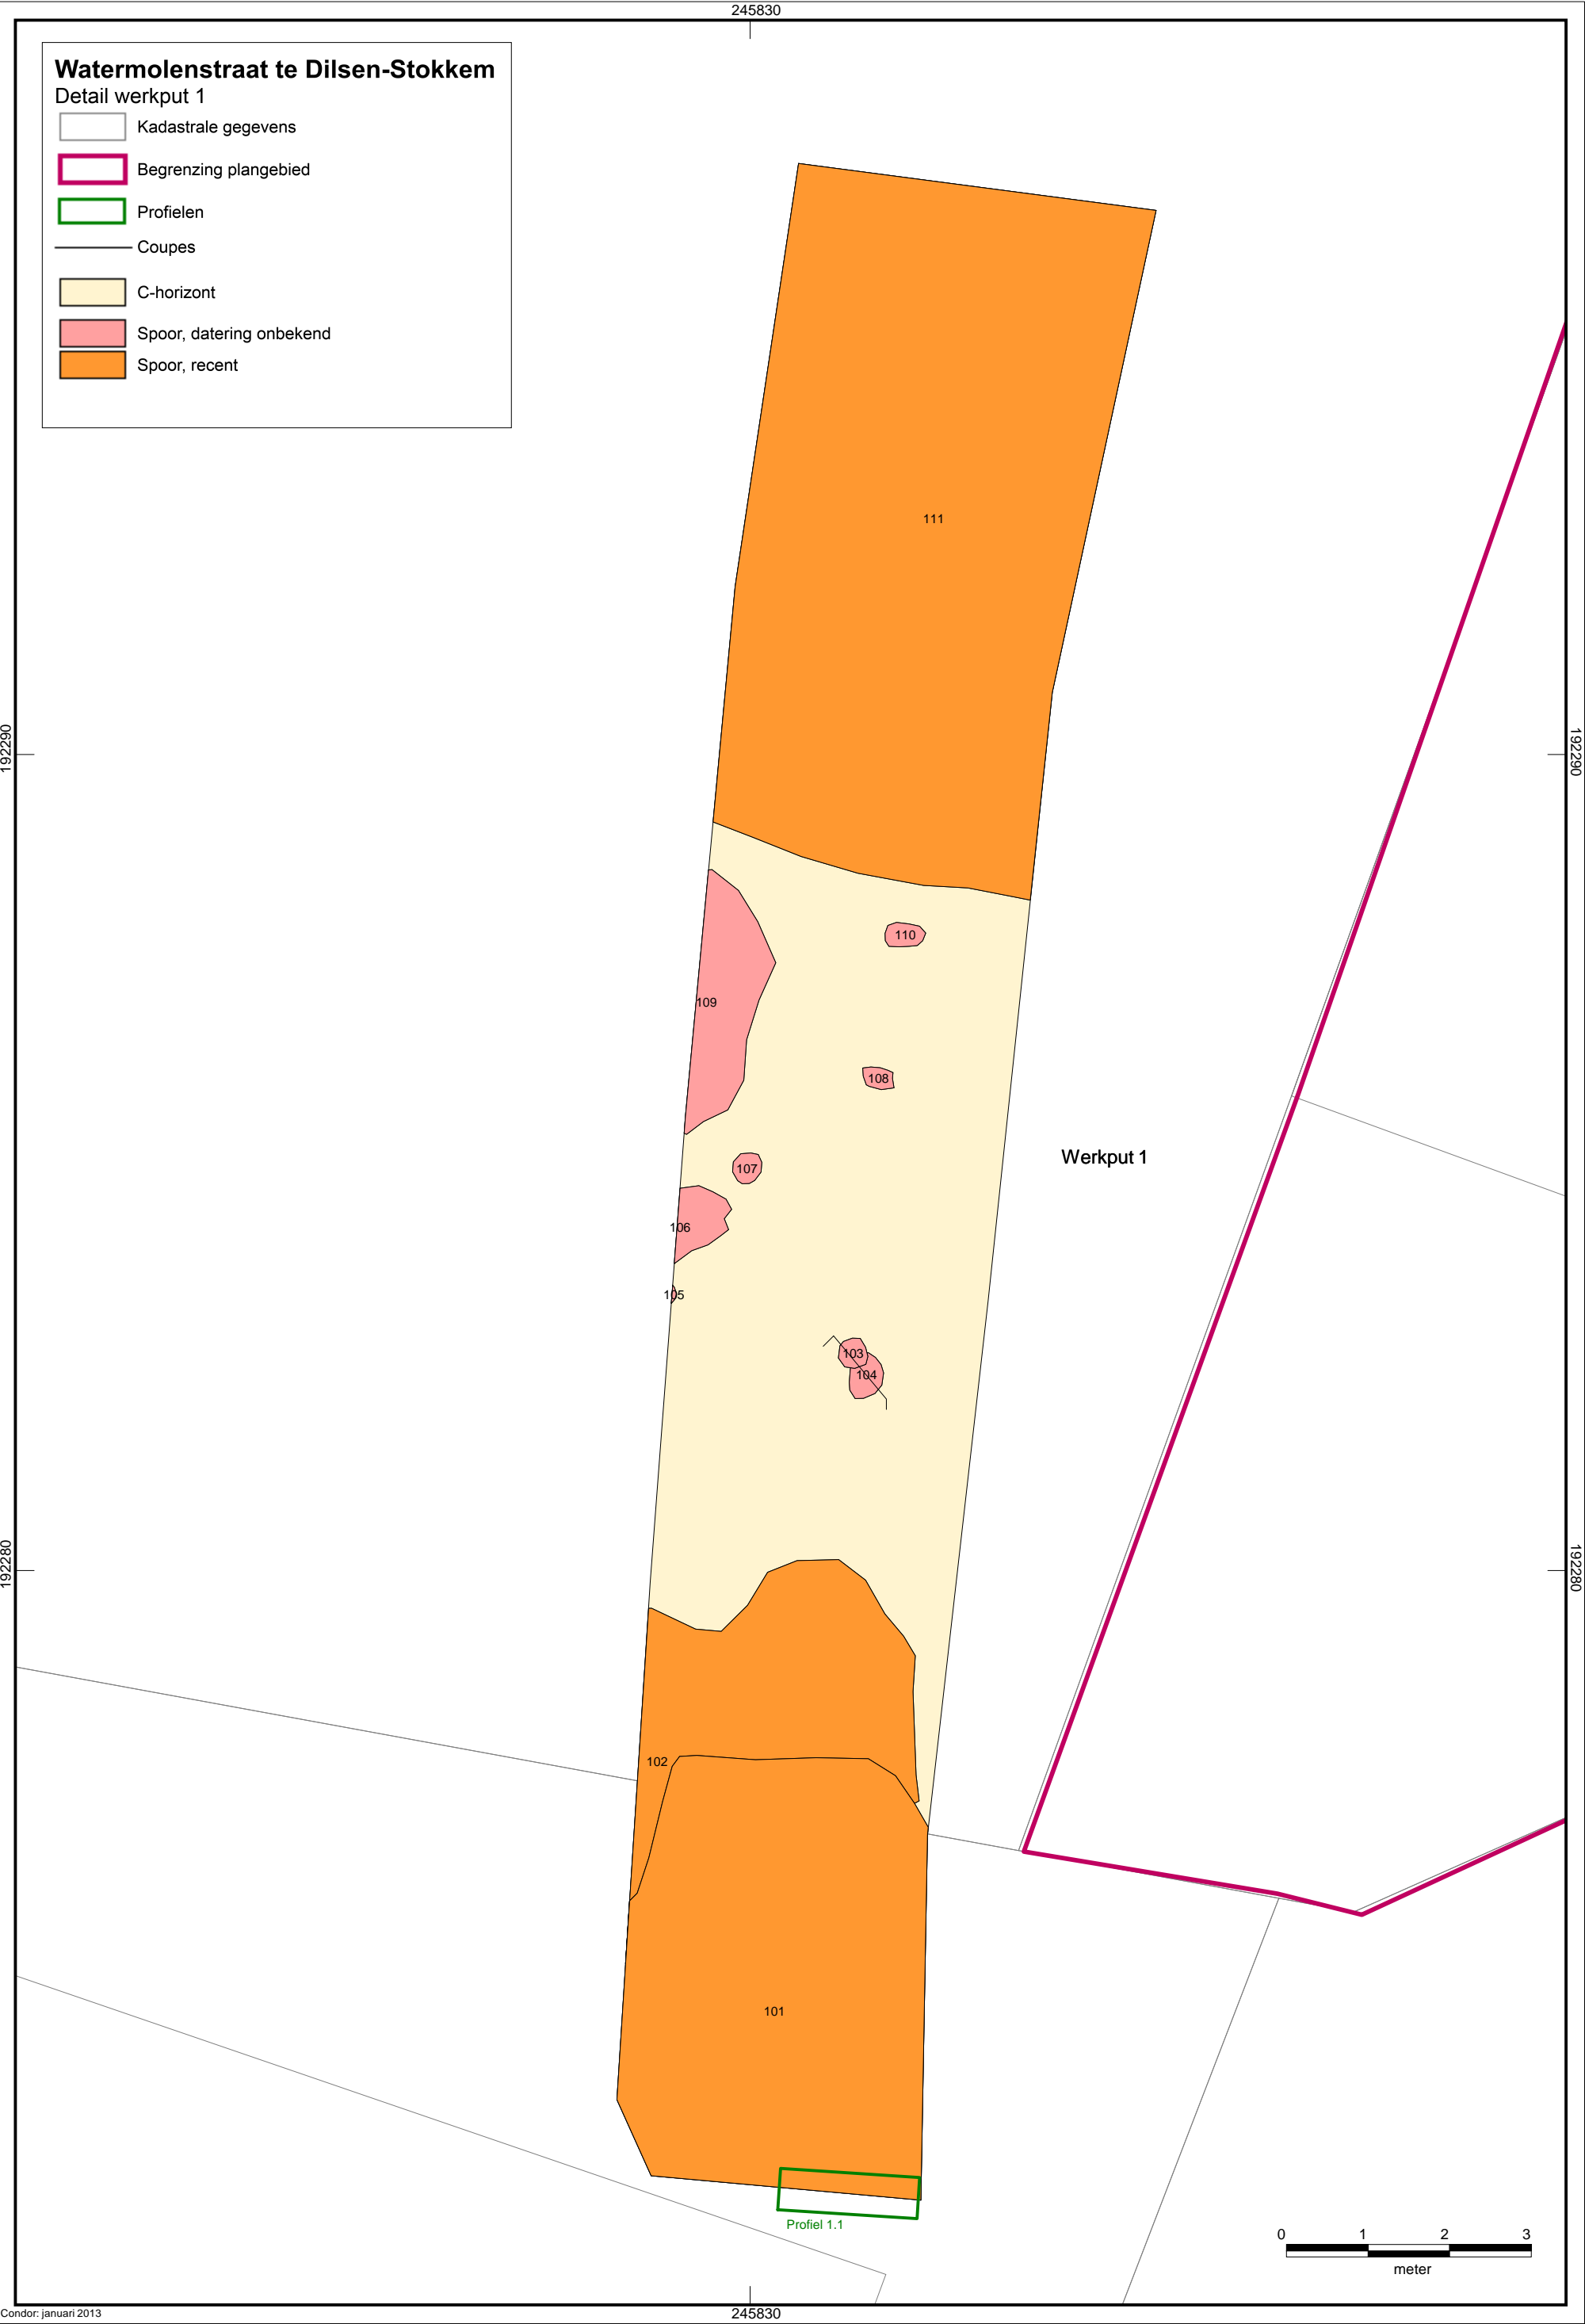 245830
Watermolenstraat te Dilsen-Stokkem
Detail werkput 1
Kadastrale gegevens
Begrenzing plangebied
Profielen
Coupes
C-horizont
Spoor, datering onbekend
Spoor, recent
111
192290
192290
110
109
108
Werkput 1
107
106
105
103
104
192280
192280
102
101
Profiel 1.1
0 1 2 3
meter
Condor: januari 2013
245830